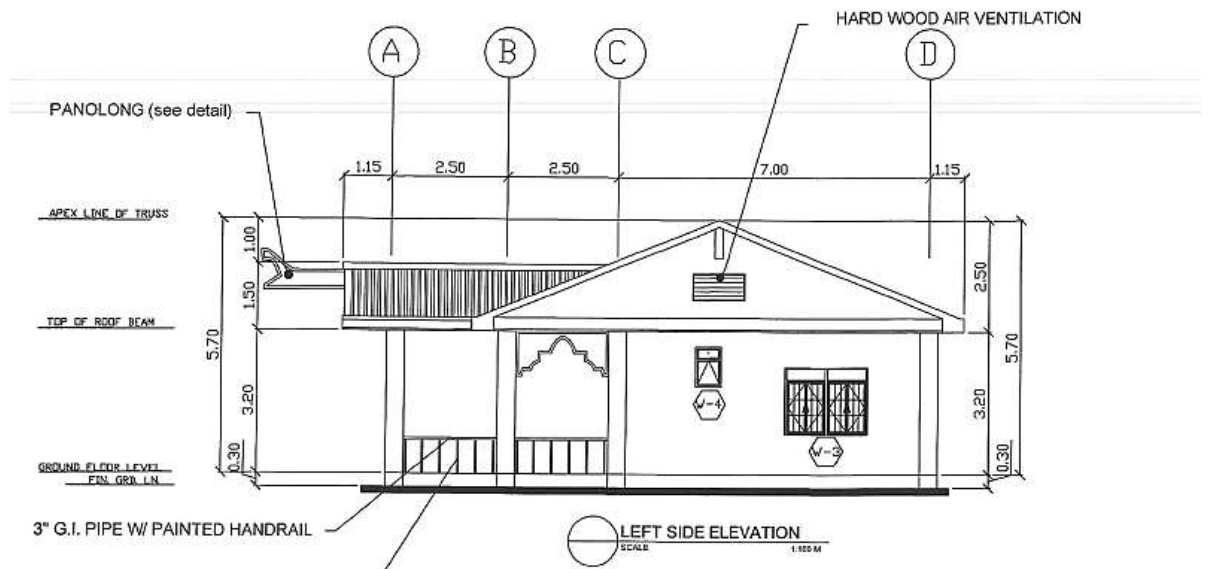 HARD WOOD AIR VENTILATION
A
B
C
D
PANOLONG (see detail)
1.15
2.50
2.50
7.00
1.15
APEX LINE OF TRUSS
1.00
2.50
1.50
TOP OF ROOF BEAM
5.70
5.70
W-4
3.20
3.20
W-3
GROUND FLOOR LEVEL
0.30
0.30
FIN. GRD. LN
3" G.I. PIPE W/ PAINTED HANDRAIL
LEFT SIDE ELEVATION
SCALE
1:100 M